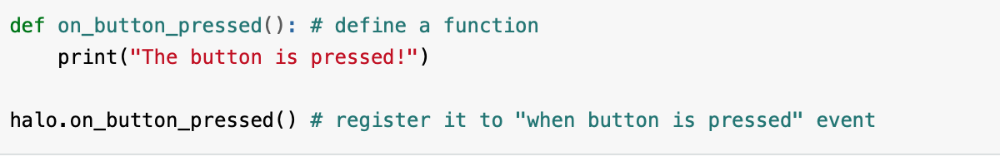 def on_button_pressed(): # define a function
    print("The button is pressed!")
halo.on_button_pressed() # register it to "when button is pressed" event